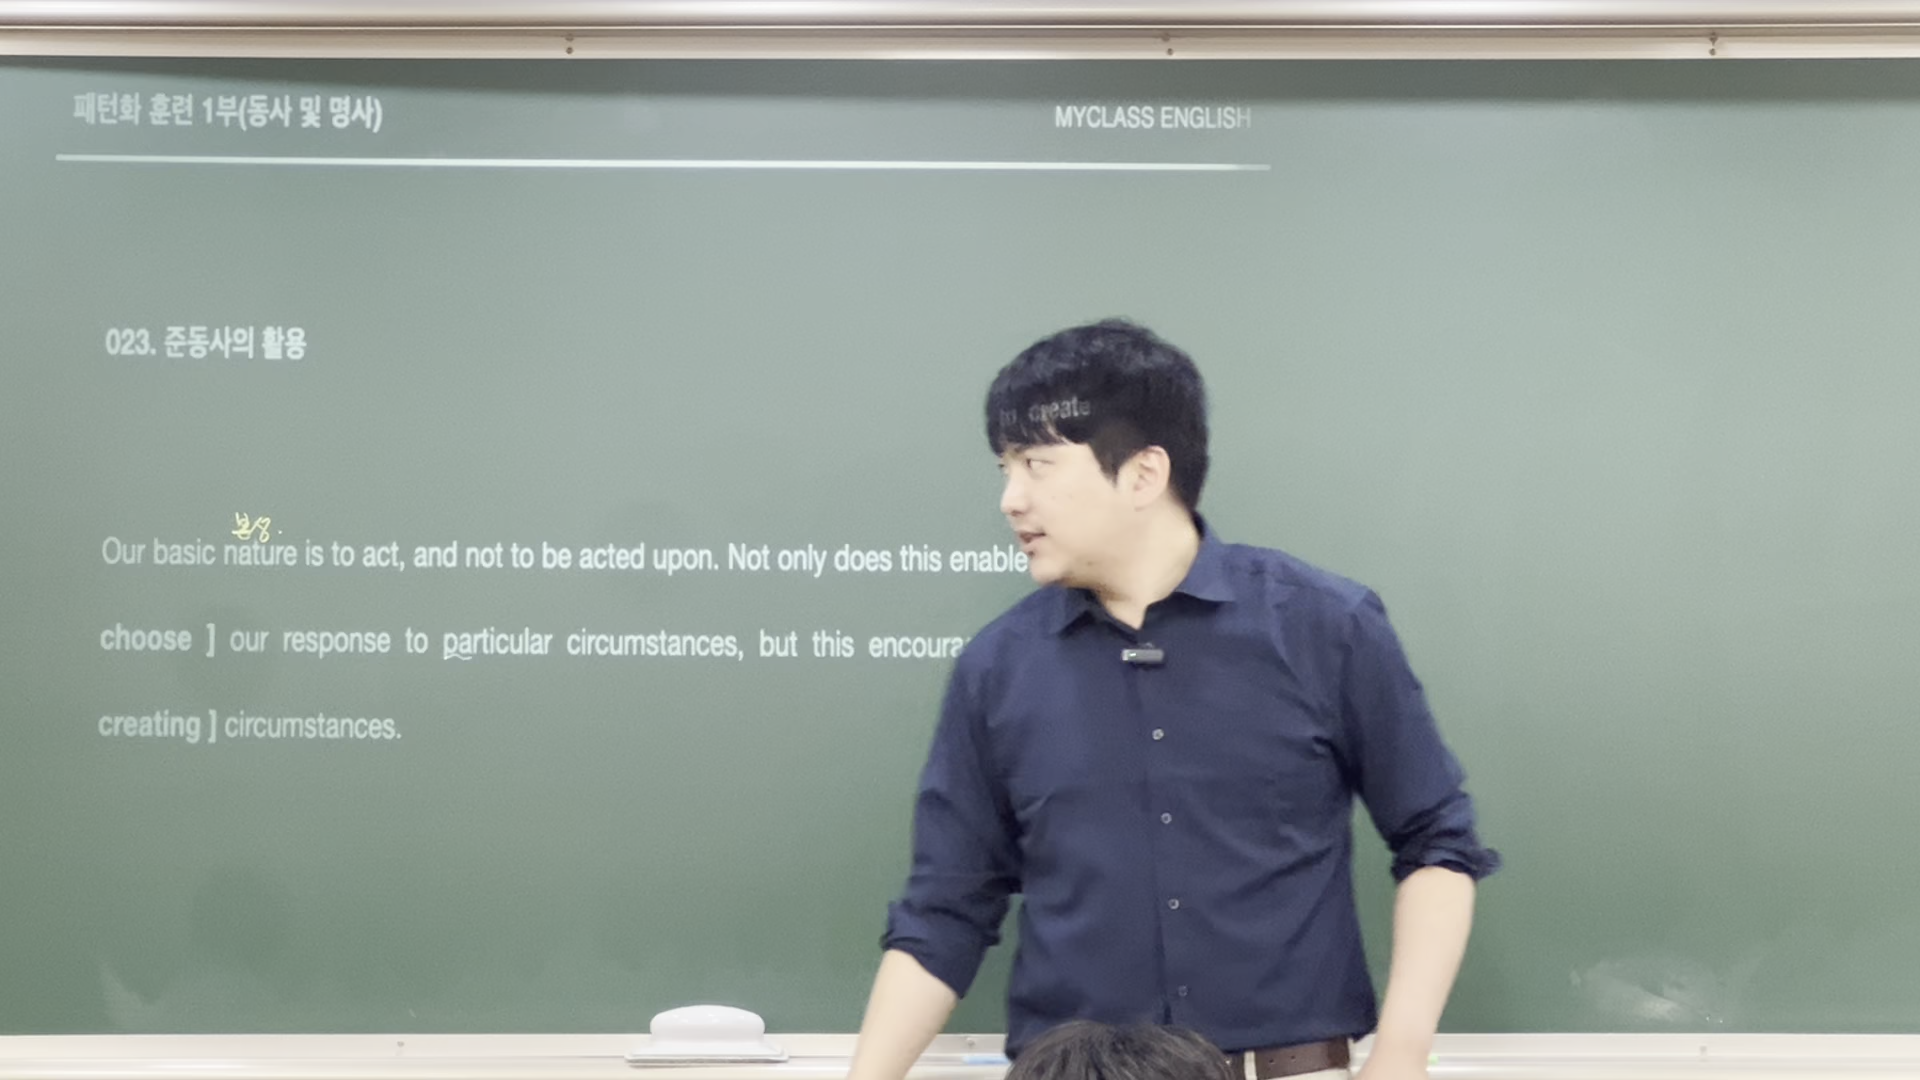 패턴화 훈련 1부(동사 및 명사)
MYCLASS ENGLISH
023. 준동사의 활용
create
본성.
Our basic nature is to act, and not to be acted upon. Not only does this enable
choose ] our response to particular circumstances, but this encoura
creating ] circumstances.